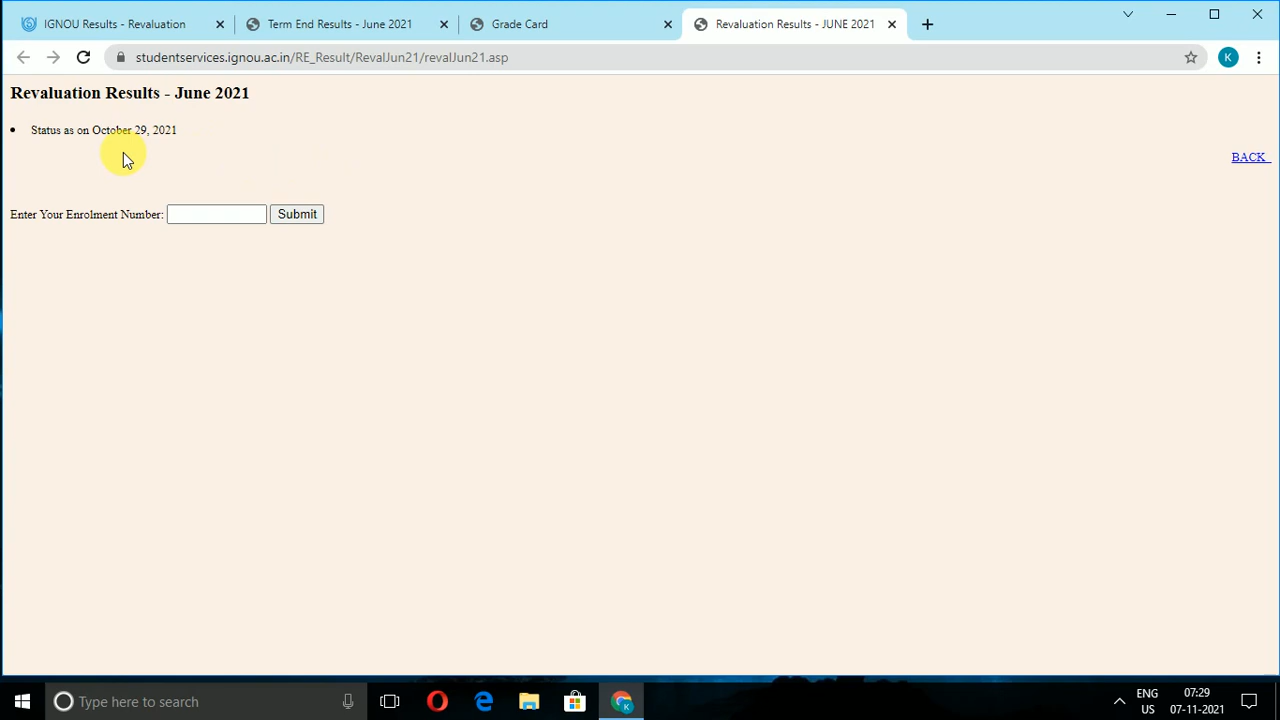 IGNOU Results - Revaluation
Term End Results - June 2021
Grade Card
Revaluation Results - JUNE 2021
studentservices.ignou.ac.in/RE_Result/RevalJun21/revalJun21.asp
K
Revaluation Results - June 2021
Status as on October 29, 2021
BACK
Enter Your Enrolment Number: Submit
Type here to search
ENG 07:29
US 07-11-2021